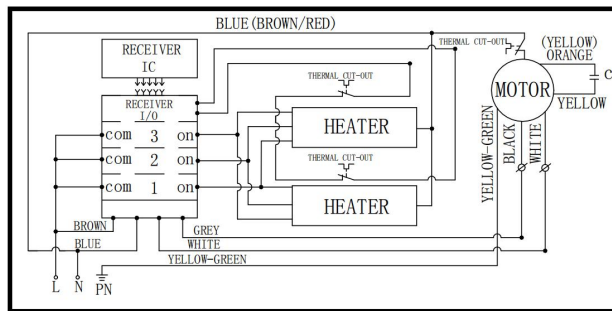 BLUE(BROWN/RED)
RECEIVER
IC
RECEIVER
I/O
com 3 on
com 2 on
com 1 on
THERMAL CUT-OUT
HEATER
THERMAL CUT-OUT
HEATER
THERMAL CUT-OUT
(YELLOW)
ORANGE
C
MOTOR
YELLOW
YELLOW-GREEN
BLACK
WHITE
BROWN
BLUE
GREY
WHITE
YELLOW-GREEN
L
N
PN